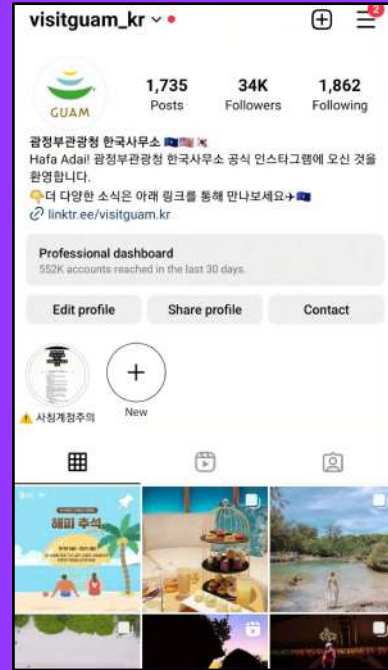 visitguam_kr
2
GUAM
1,735 34K 1,862
Posts Followers Following
괌정부관광청 한국사무소 🇬🇺🇺🇸🇰🇷
Hafa Adai! 괌정부관광청 한국사무소 공식 인스타그램에 오신 것을
환영합니다.
👇더 다양한 소식은 아래 링크를 통해 만나보세요✈🇬🇺
linktr.ee/visitguam.kr
Professional dashboard
552K accounts reached in the last 30 days.
Edit profile Share profile Contact
⚠️ 사칭계정주의 New
해피 추석